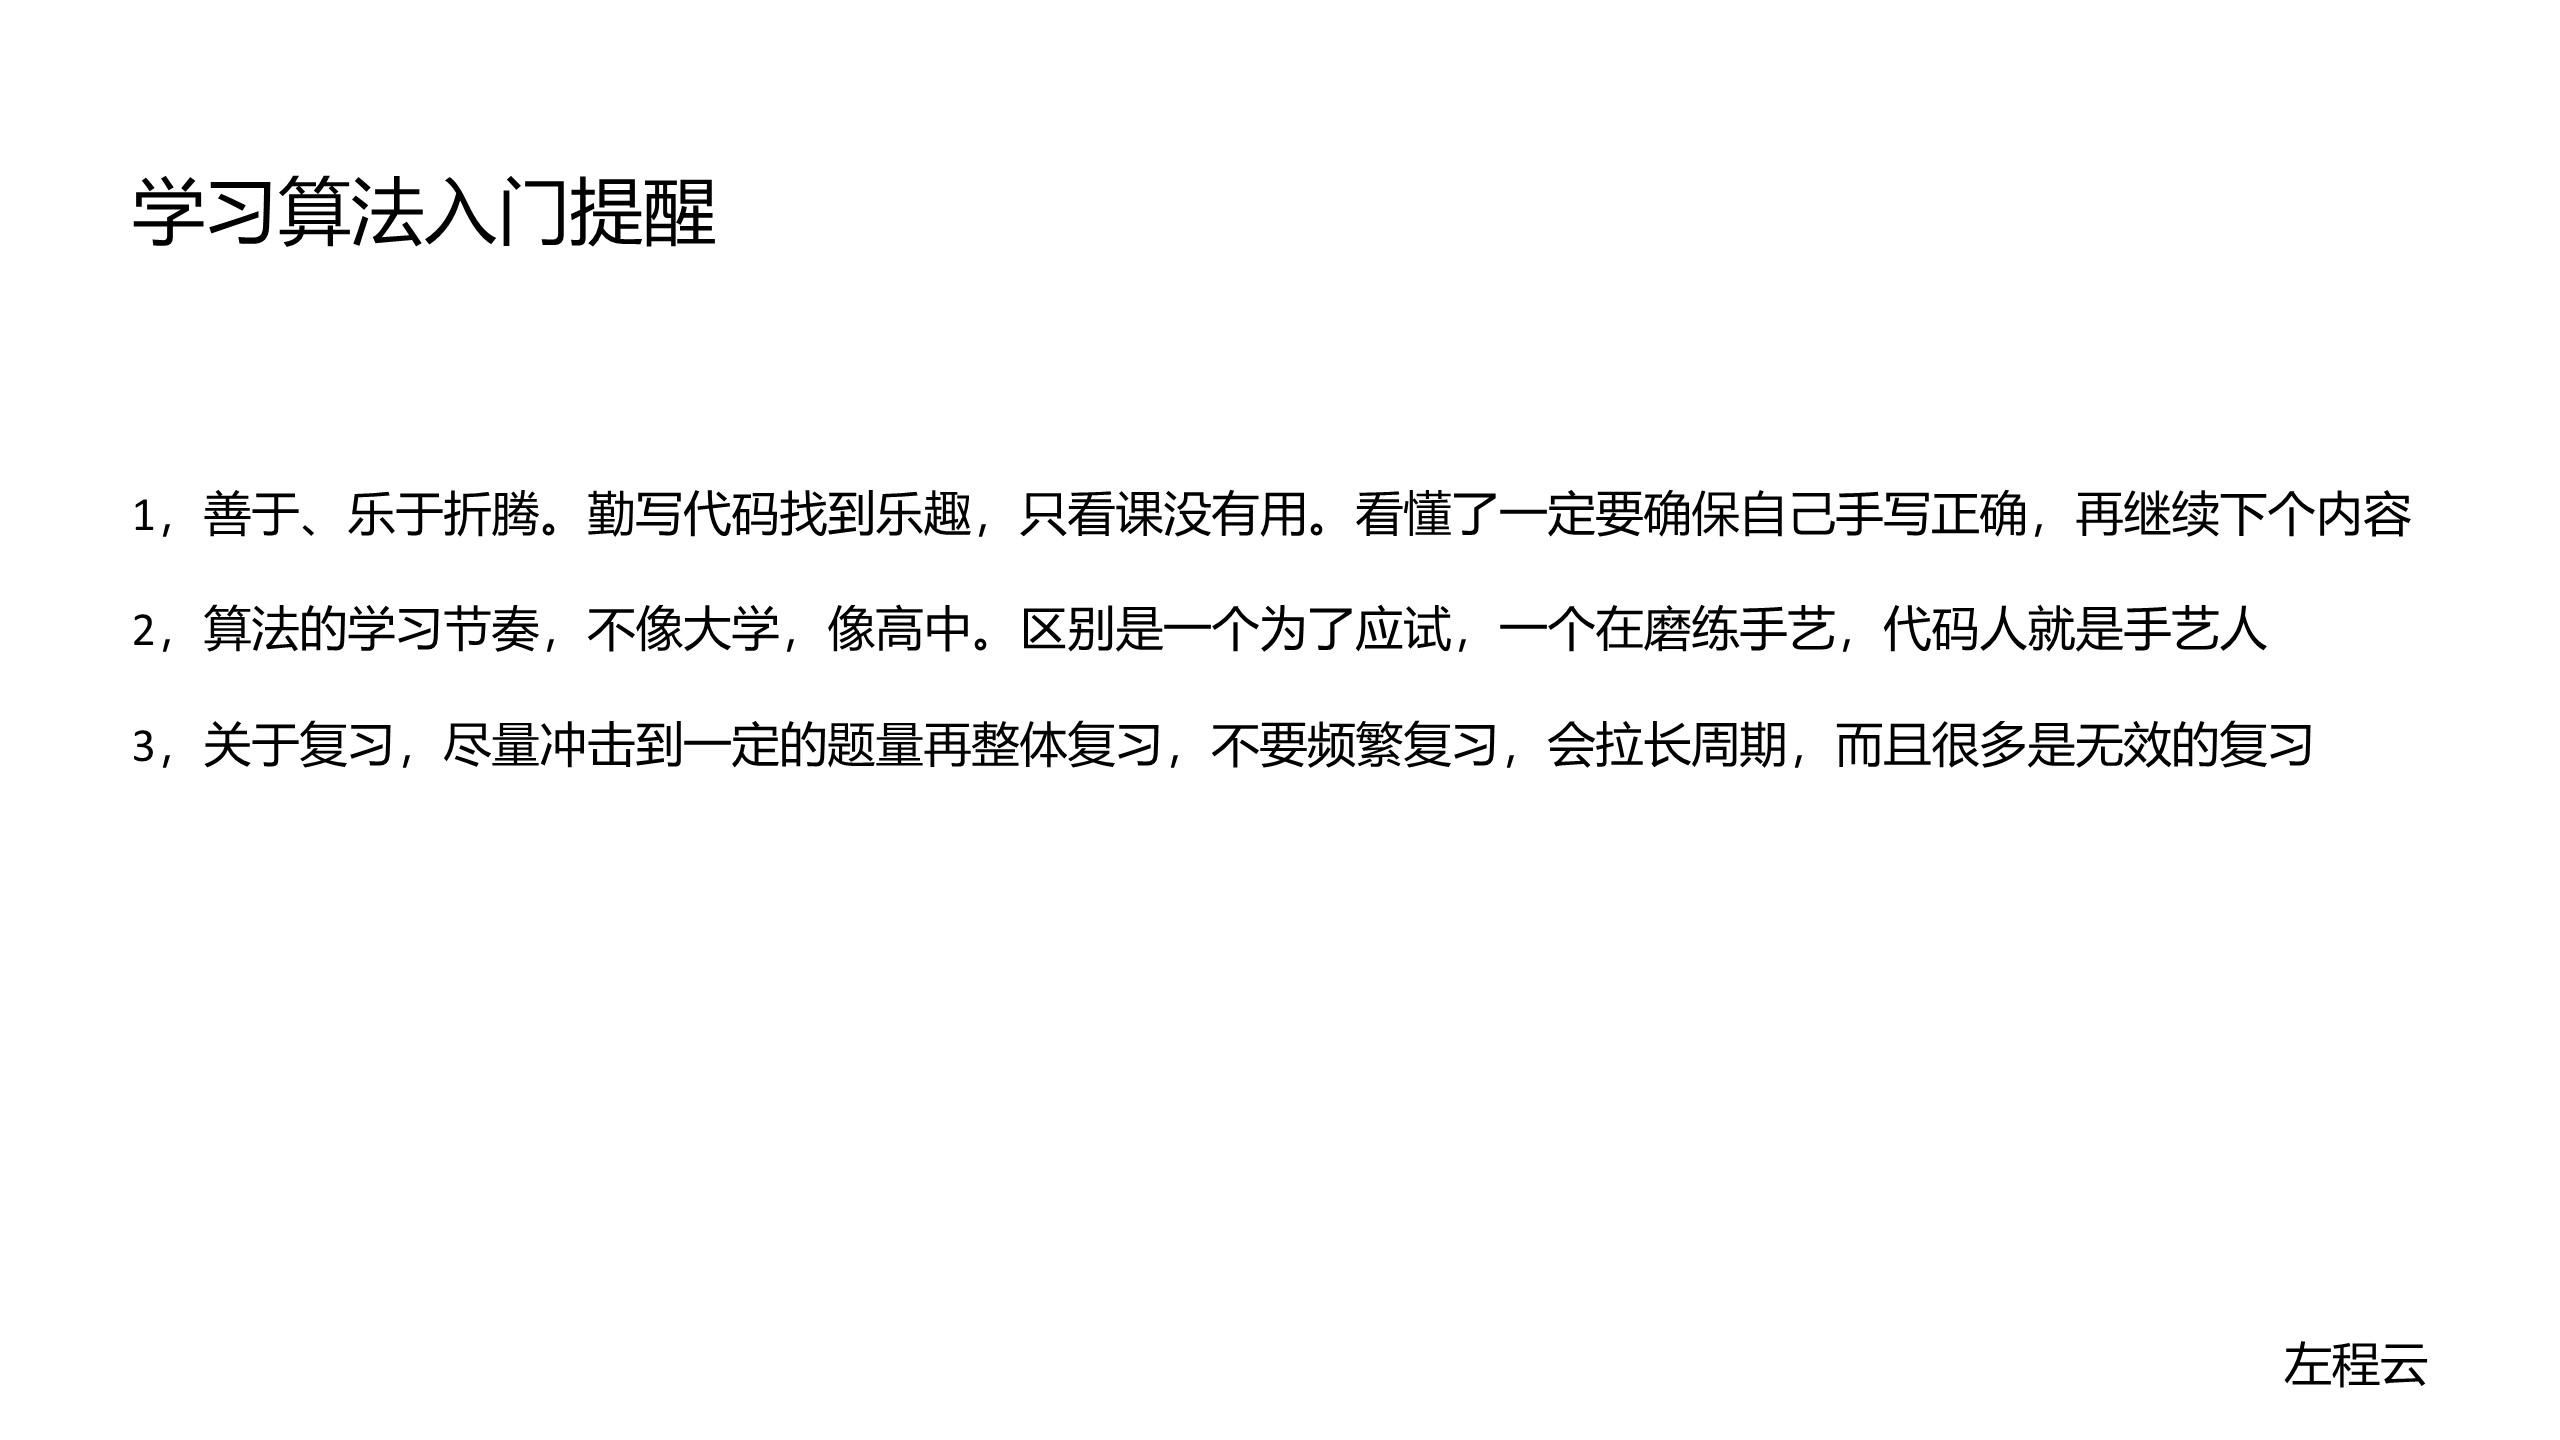 学习算法入门提醒
1，善于、乐于折腾。勤写代码找到乐趣，只看课没有用。看懂了一定要确保自己手写正确，再继续下个内容
2，算法的学习节奏，不像大学，像高中。区别是一个为了应试，一个在磨练手艺，代码人就是手艺人
3，关于复习，尽量冲击到一定的题量再整体复习，不要频繁复习，会拉长周期，而且很多是无效的复习
左程云